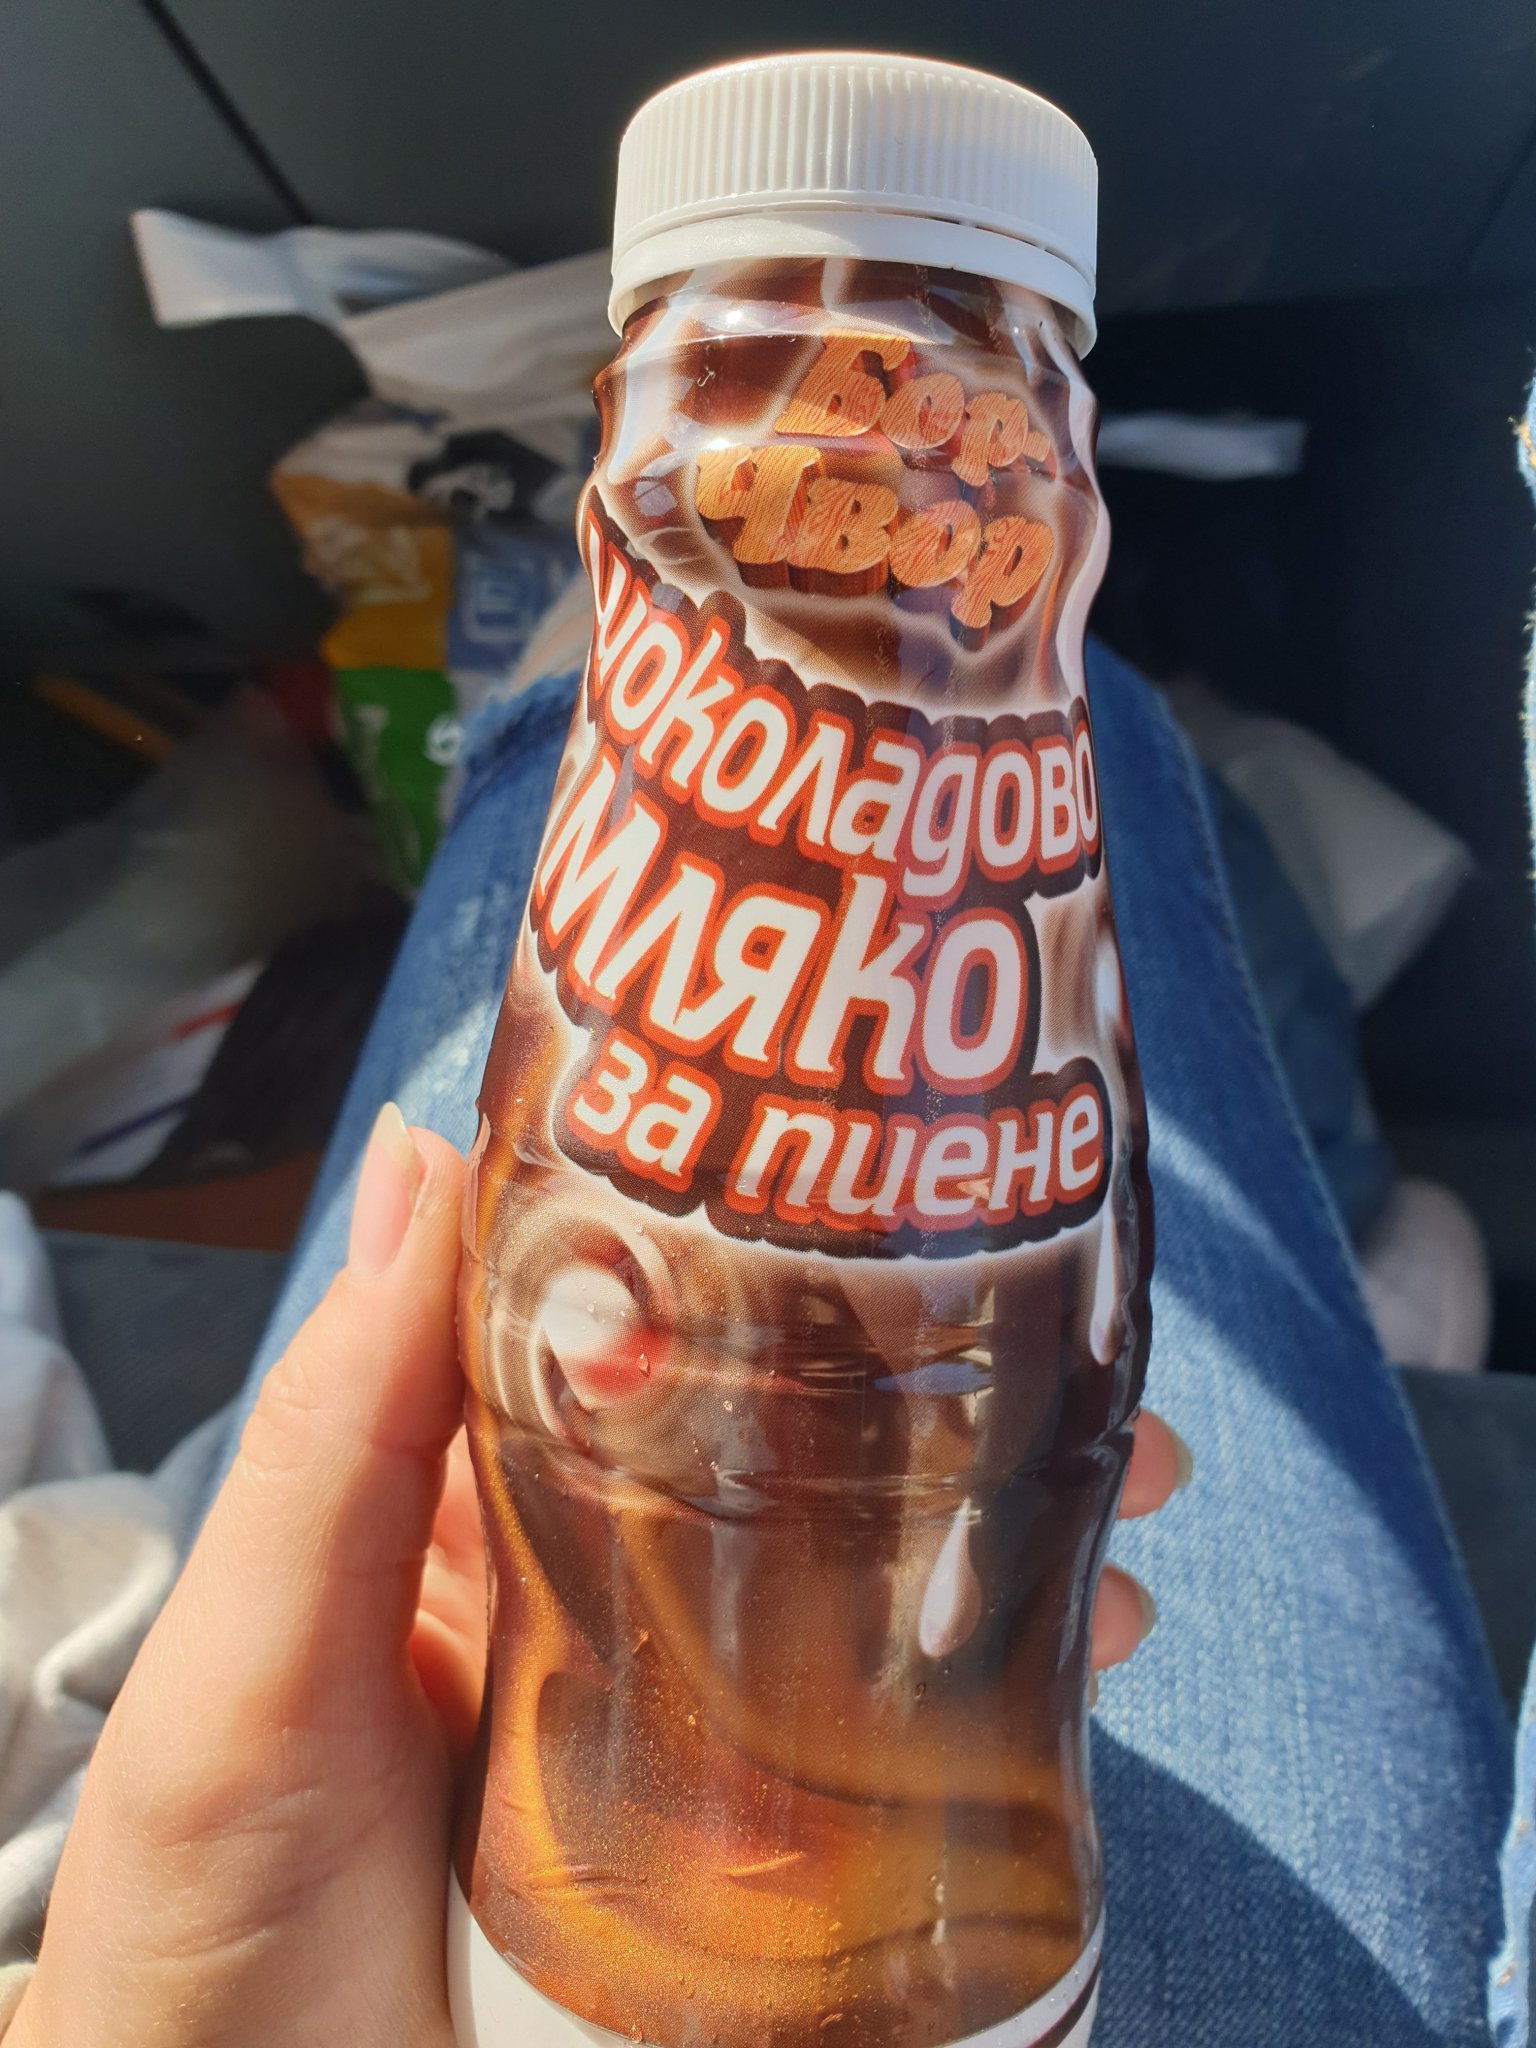 Бор-
Чвор
Шоколадово
мляко
за пиене